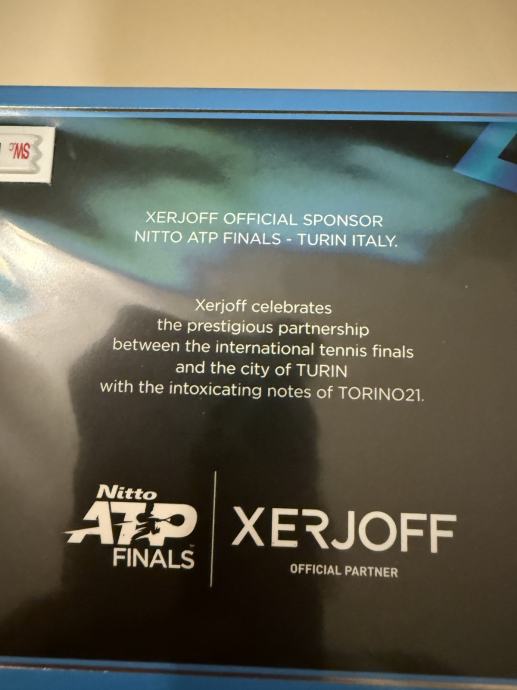 SW
XERJOFF OFFICIAL SPONSOR
NITTO ATP FINALS - TURIN ITALY.
Xerjoff celebrates
the prestigious partnership
between the international tennis finals
and the city of TURIN
with the intoxicating notes of TORINO21.
Nitto
ATP
FINALS
XERJOFF
OFFICIAL PARTNER